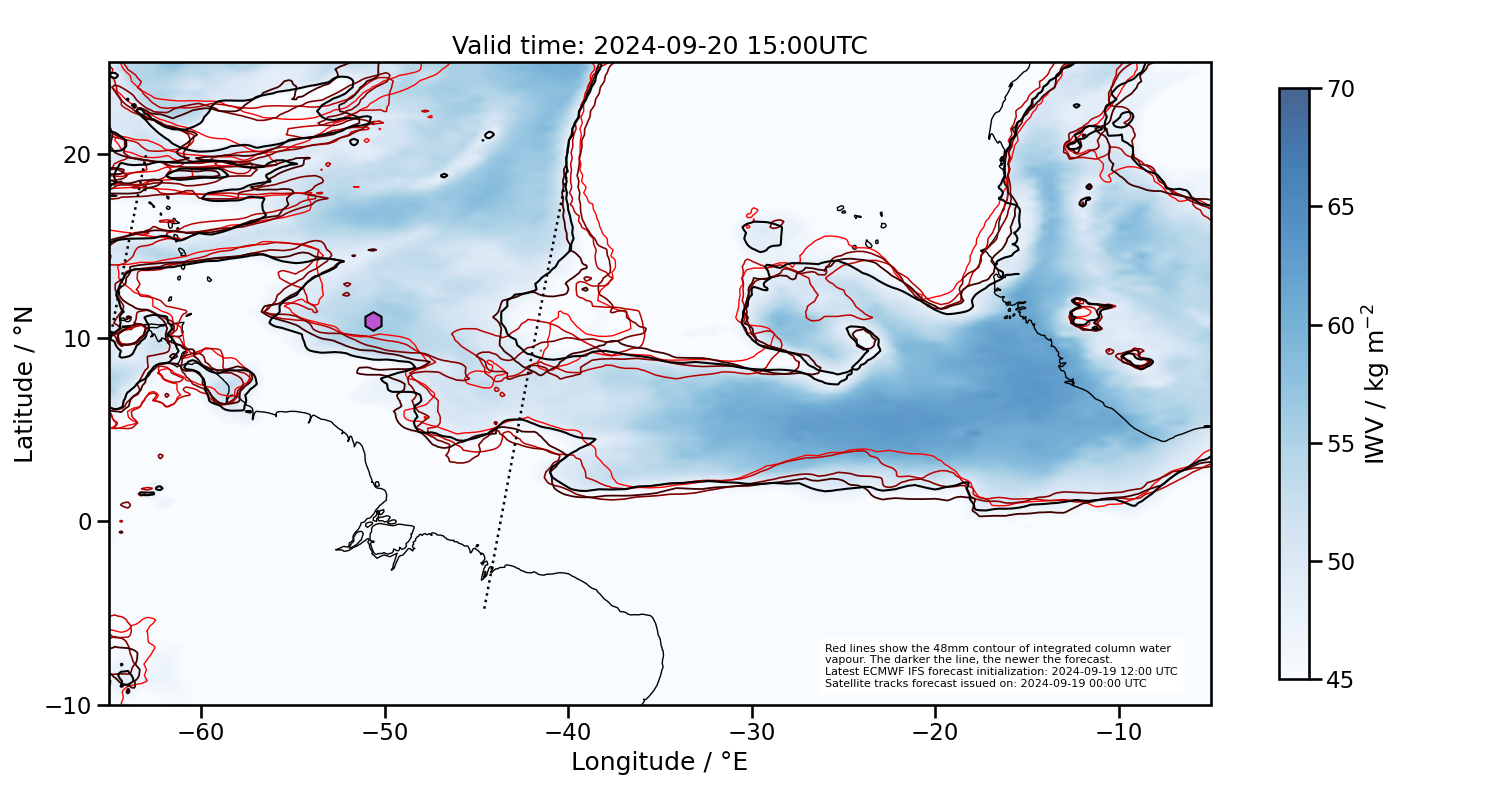 Valid time: 2024-09-20 15:00UTC
20
10
0
−10
Latitude / °N
−60
−50
−40
−30
−20
−10
Longitude / °E
Red lines show the 48mm contour of integrated column water
vapour. The darker the line, the newer the forecast.
Latest ECMWF IFS forecast initialization: 2024-09-19 12:00 UTC
Satellite tracks forecast issued on: 2024-09-19 00:00 UTC
70
65
60
55
50
45
IWV / kg m⁻²